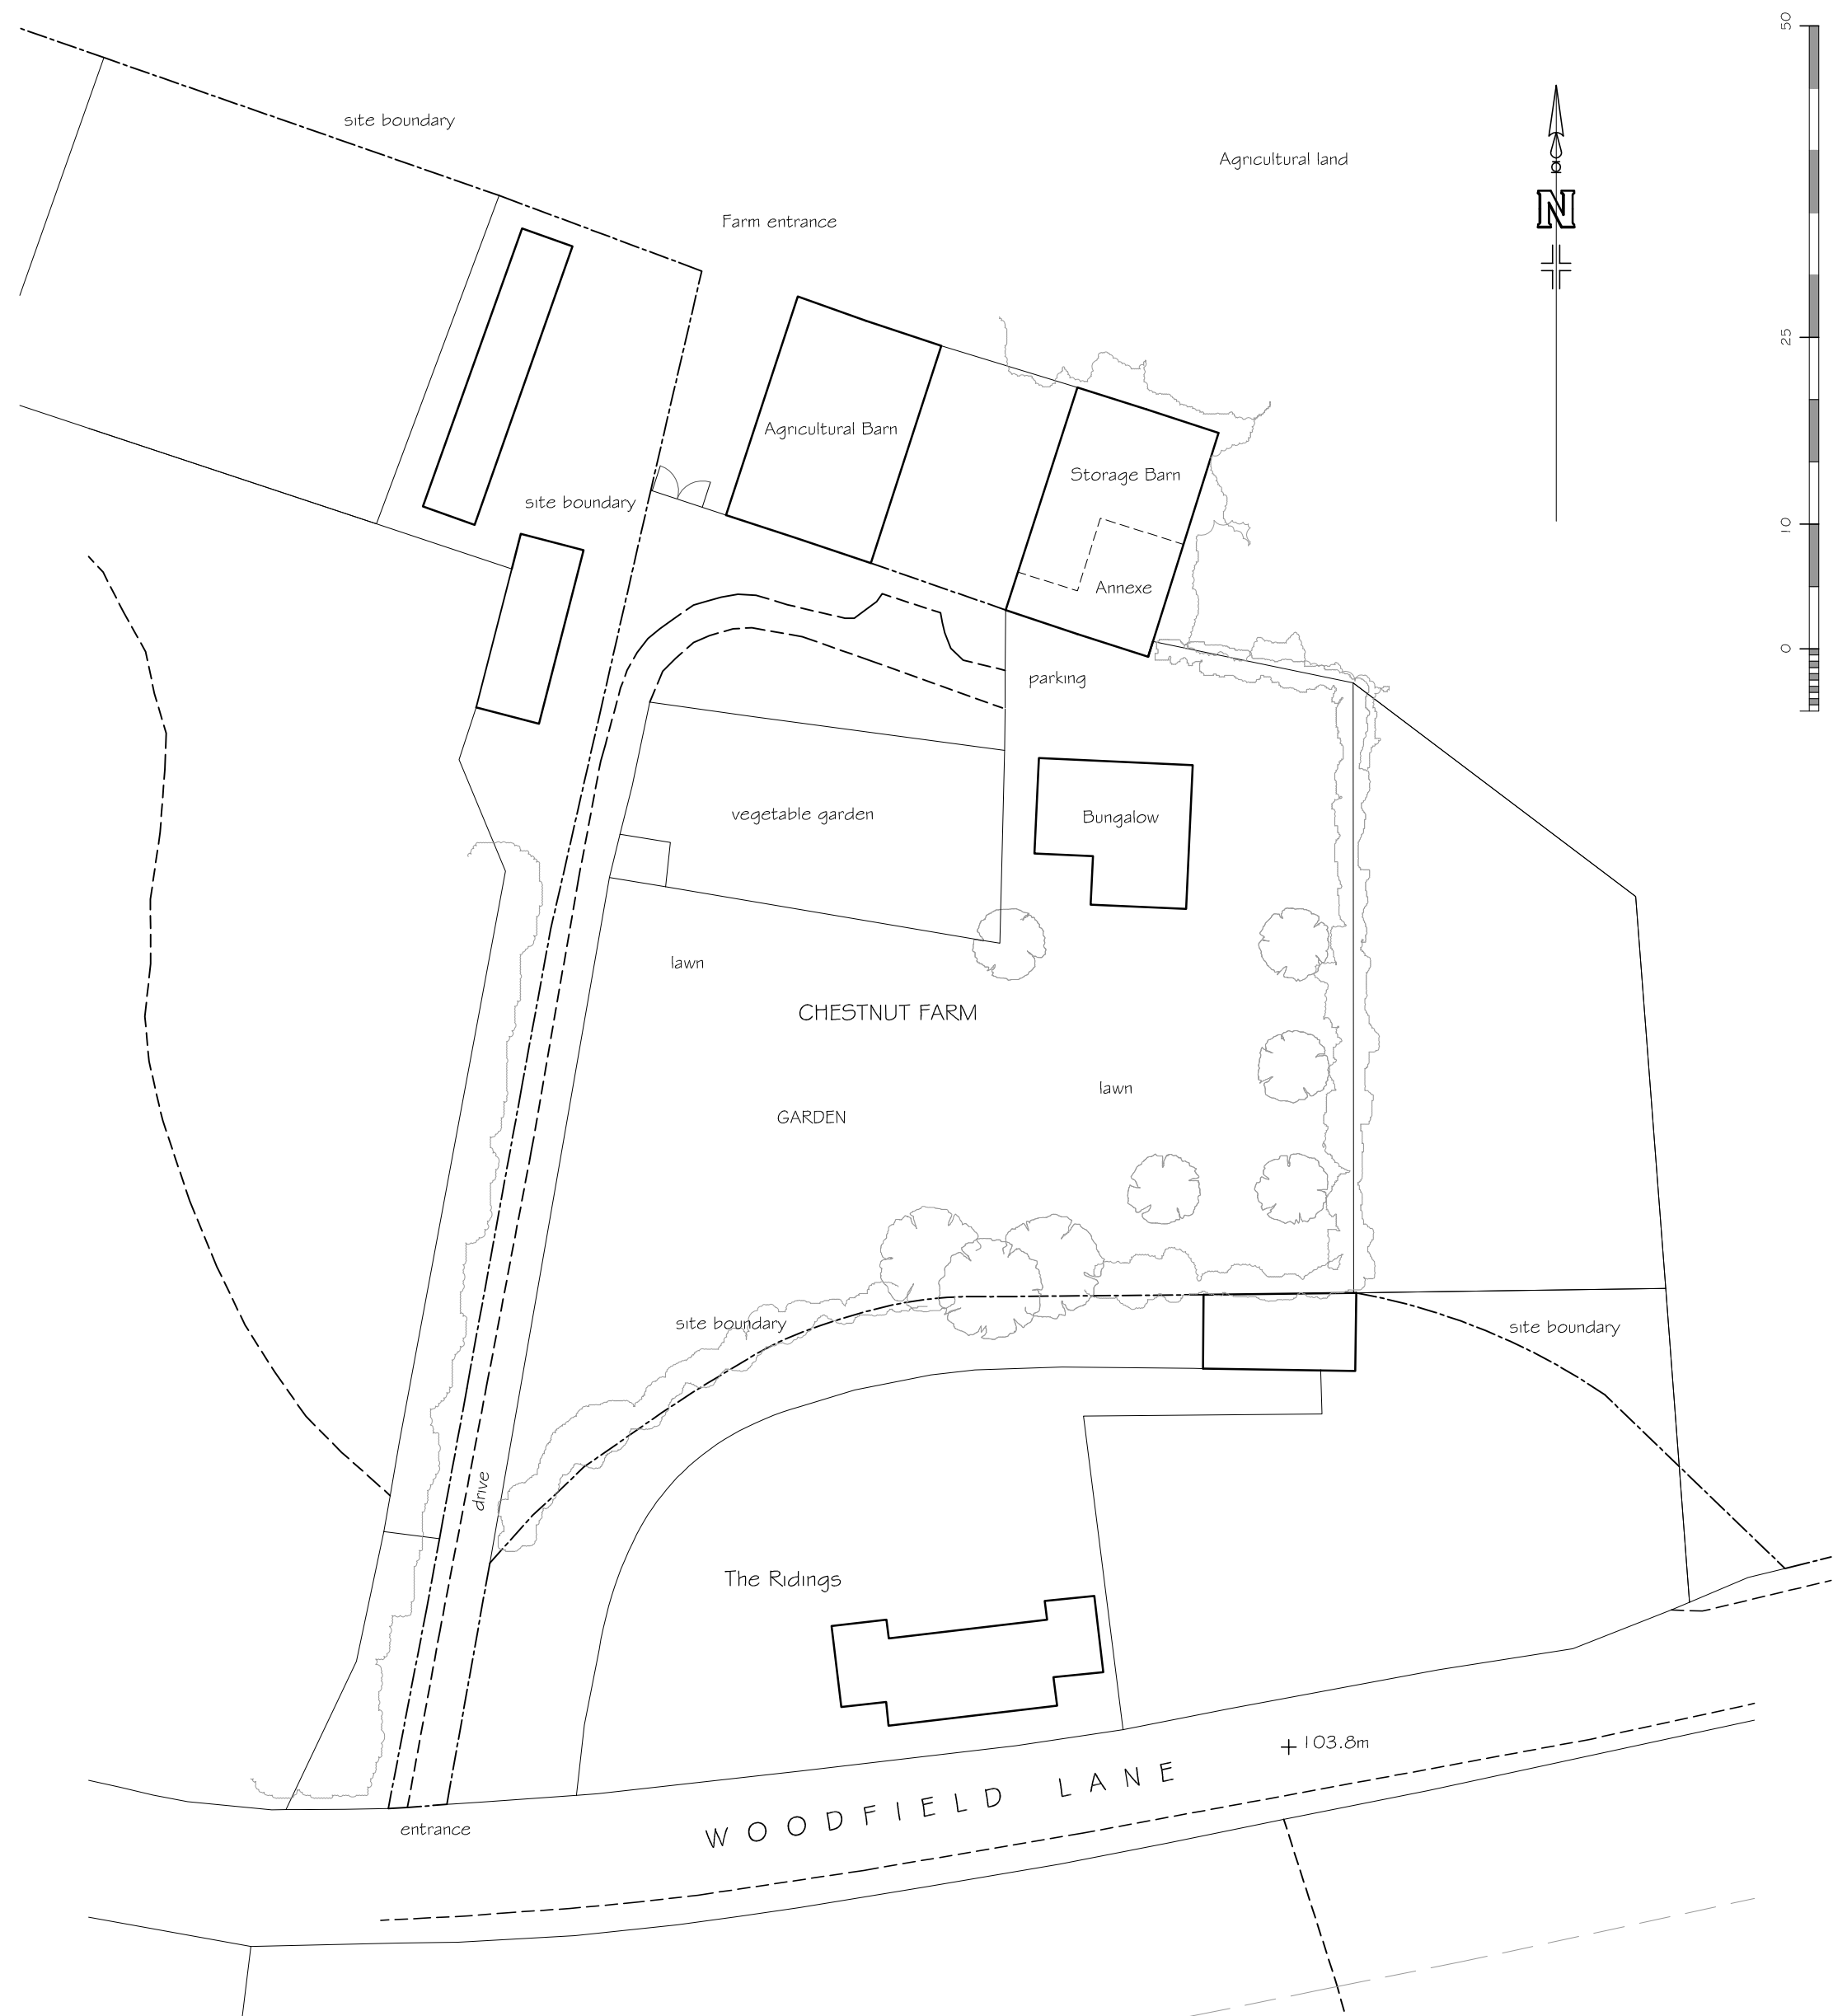 50
site boundary
Agricultural land
N
Farm entrance
25
Agricultural Barn
Storage Barn
site boundary
10
Annexe
0
parking
vegetable garden
Bungalow
lawn
CHESTNUT FARM
lawn
GARDEN
site boundary
site boundary
drive
The Ridings
+103.8m
WOODFIELD LANE
entrance